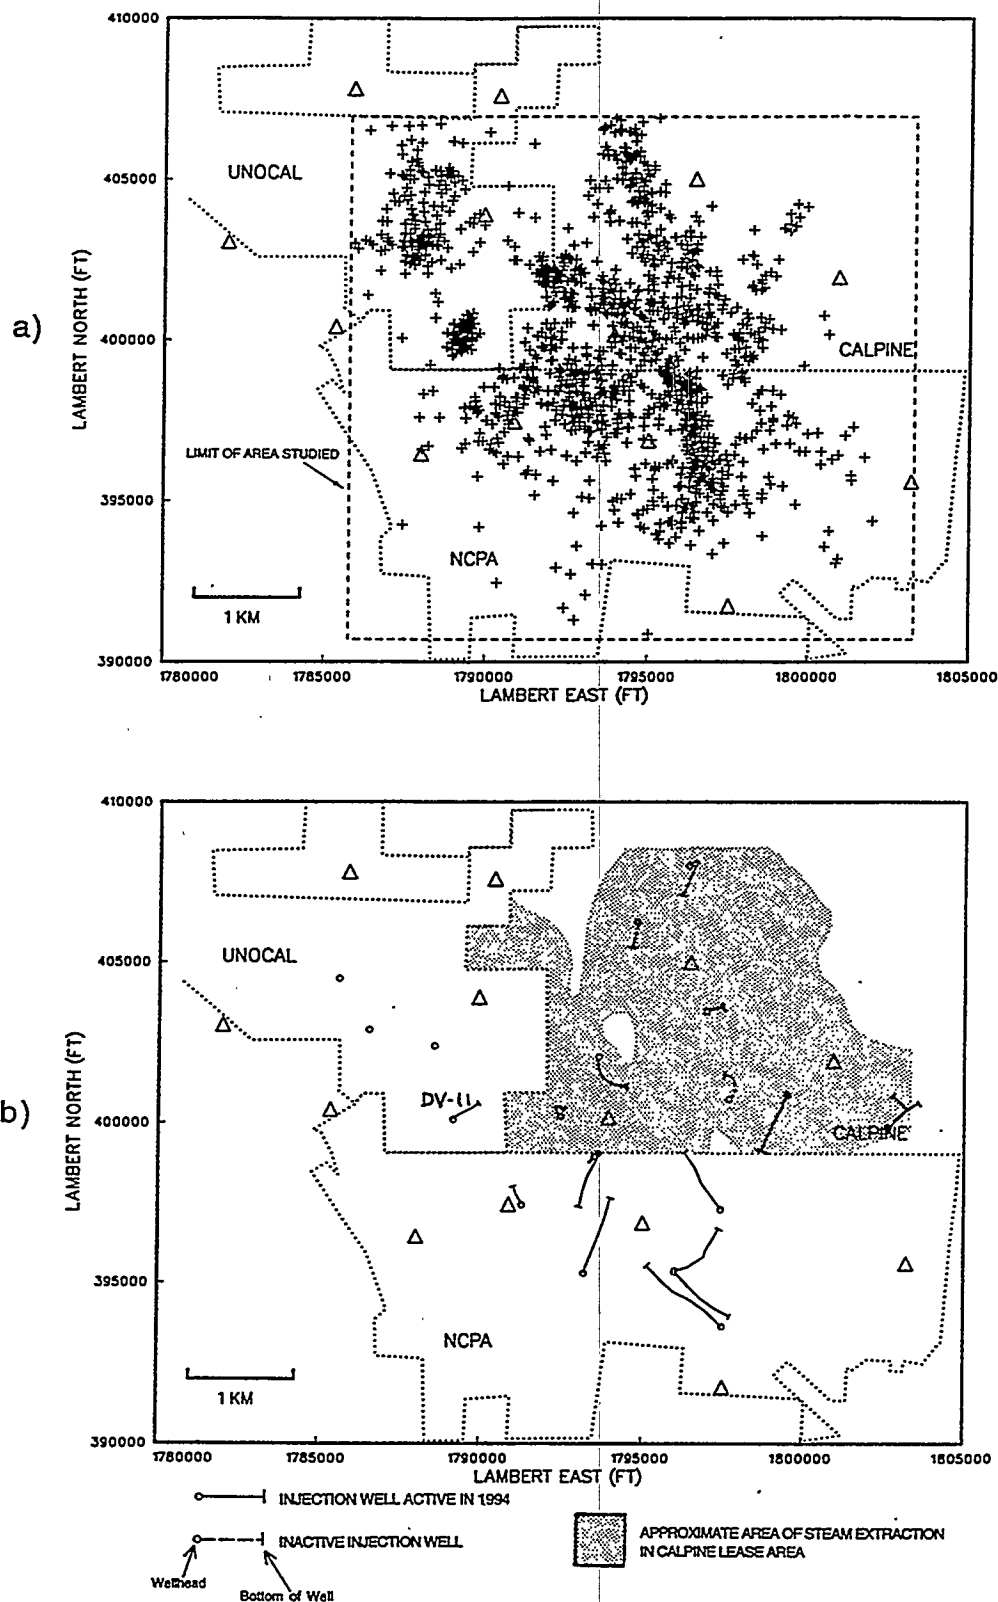 a)
LAMBERT NORTH (FT)
410000
405000
400000
395000
390000
UNOCAL
CALPINE
LIMIT OF AREA STUDIED
NCPA
1 KM
1780000 1785000 1790000 1795000 1800000 1805000
LAMBERT EAST (FT)
b)
LAMBERT NORTH (FT)
410000
405000
400000
395000
390000
UNOCAL
DV-11
CALPINE
NCPA
1 KM
1780000 1785000 1790000 1795000 1800000 1805000
LAMBERT EAST (FT)
INJECTION WELL ACTIVE IN 1994
INACTIVE INJECTION WELL
Wellhead
Bottom of Well
APPROXIMATE AREA OF STEAM EXTRACTION
IN CALPINE LEASE AREA